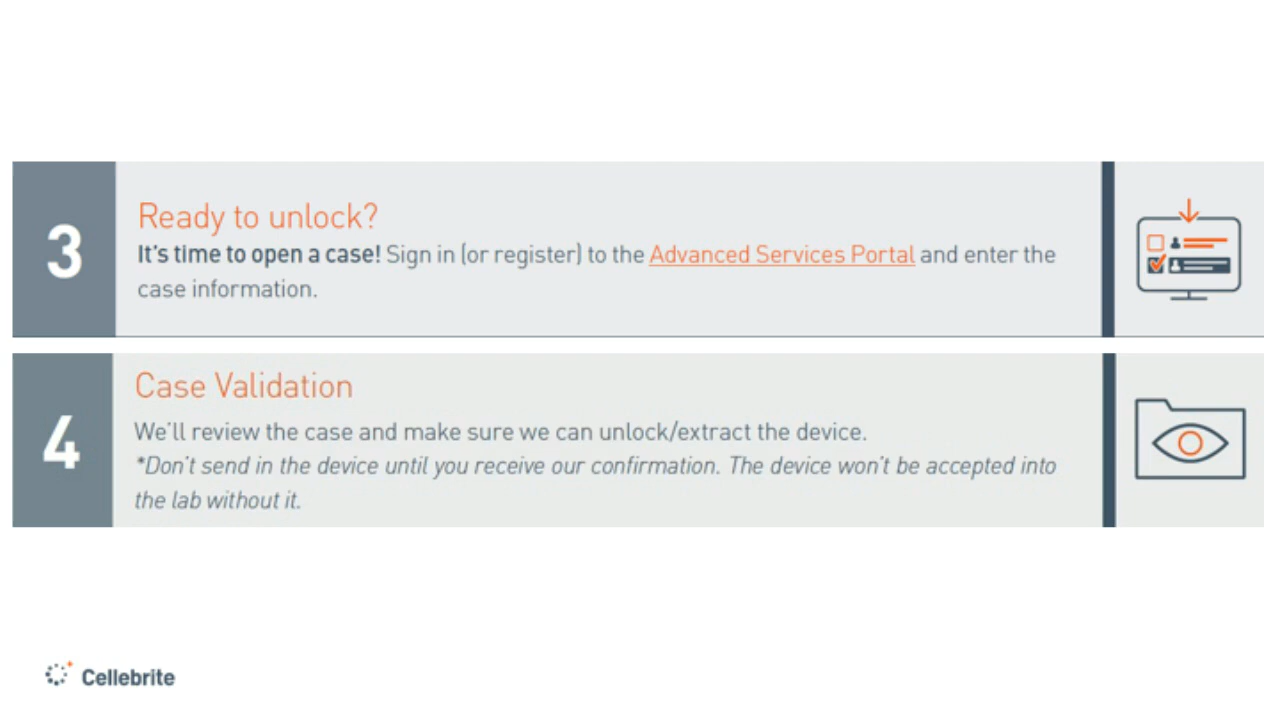 3
Ready to unlock?
It's time to open a case! Sign in (or register) to the Advanced Services Portal and enter the
case information.
4
Case Validation
We'll review the case and make sure we can unlock/extract the device.
*Don't send in the device until you receive our confirmation. The device won't be accepted into
the lab without it.
Cellebrite